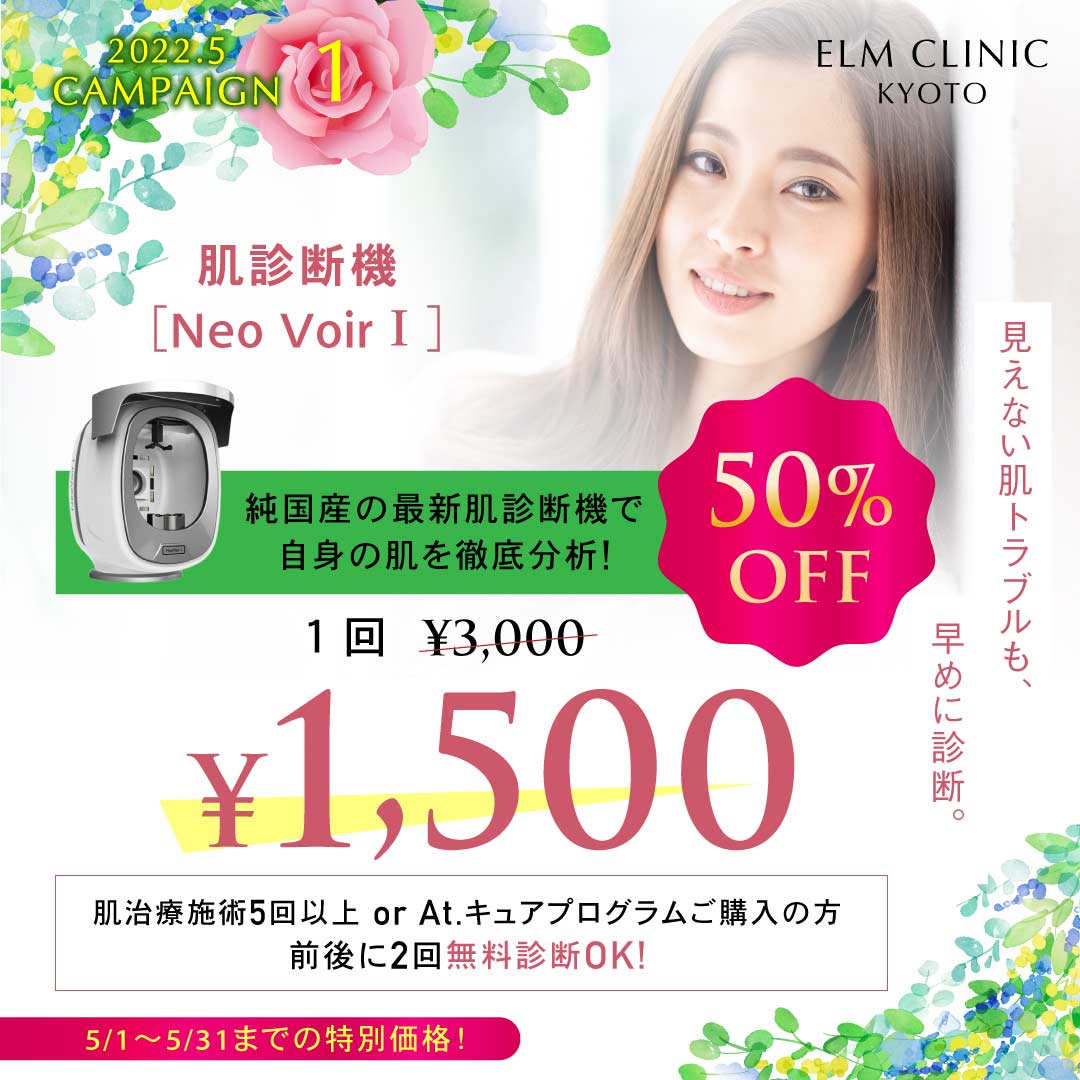 2022.5
CAMPAIGN 1
ELM CLINIC
KYOTO
肌診断機
[Neo Voir I]
見えない肌トラブルも、
早めに診断。
純国産の最新肌診断機で
自身の肌を徹底分析!
50%
OFF
1回 ¥3,000
¥1,500
肌治療施術5回以上 or At.キュアプログラムご購入の方
前後に2回無料診断OK!
5/1〜5/31までの特別価格!